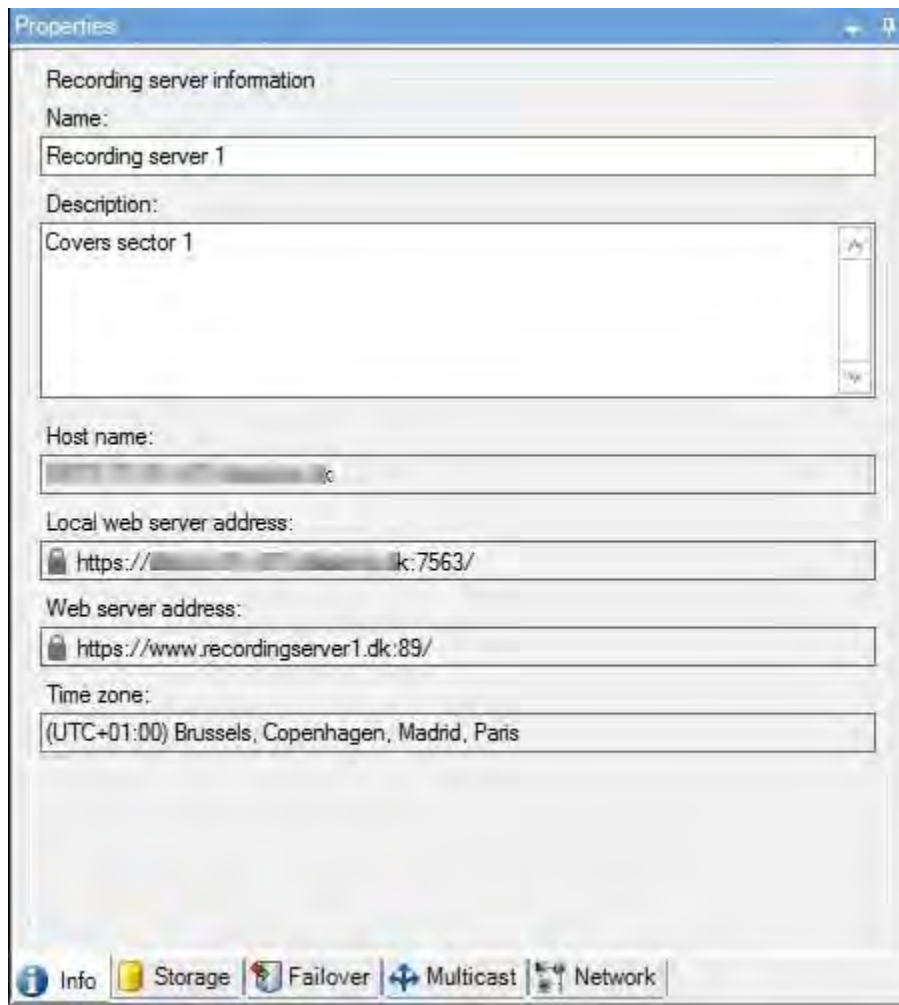 Properties
Recording server information
Name:
Recording server 1
Description:
Covers sector 1
Host name:
Local web server address:
https:// k:7563/
Web server address:
https://www.recordingserver1.dk:89/
Time zone:
(UTC+01:00) Brussels, Copenhagen, Madrid, Paris
Info Storage Failover Multicast Network